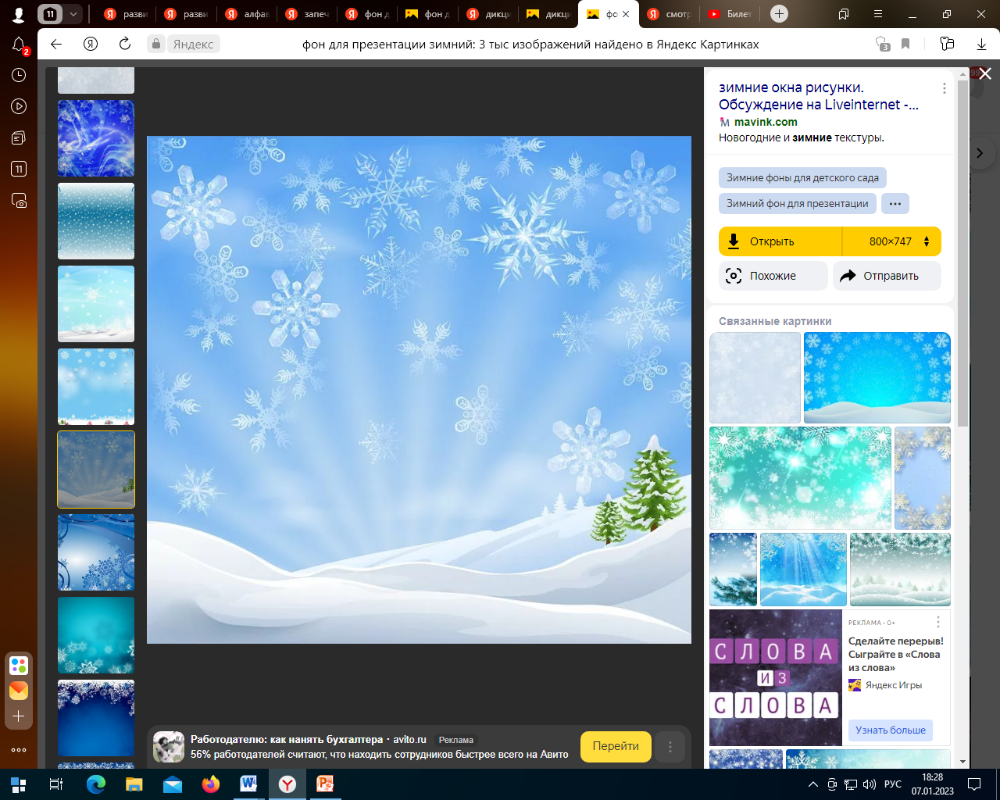 11
разви
разви
алфав
запеч
фон д
фон д
дикци
дикци
фо
смотр
Билет
2
Яндекс
фон для презентации зимний: 3 тыс изображений найдено в Яндекс Картинках
3
11
зимние окна рисунки.
Обсуждение на Liveinternet -...
mavink.com
Новогодние и зимние текстуры.
Зимние фоны для детского сада
Зимний фон для презентации
Открыть
800×747
Похожие
Отправить
Связанные картинки
РЕКЛАМА • 0+
Сделайте перерыв!
Сыграйте в «Слова
из слова»
Яндекс Игры
Узнать больше
СЛОВА
ИЗ
СЛОВА
Работодателю: как нанять бухгалтера · avito.ru Реклама
56% работодателей считают, что находить сотрудников быстрее всего на Авито
Перейти
РУС
18:28
07.01.2023